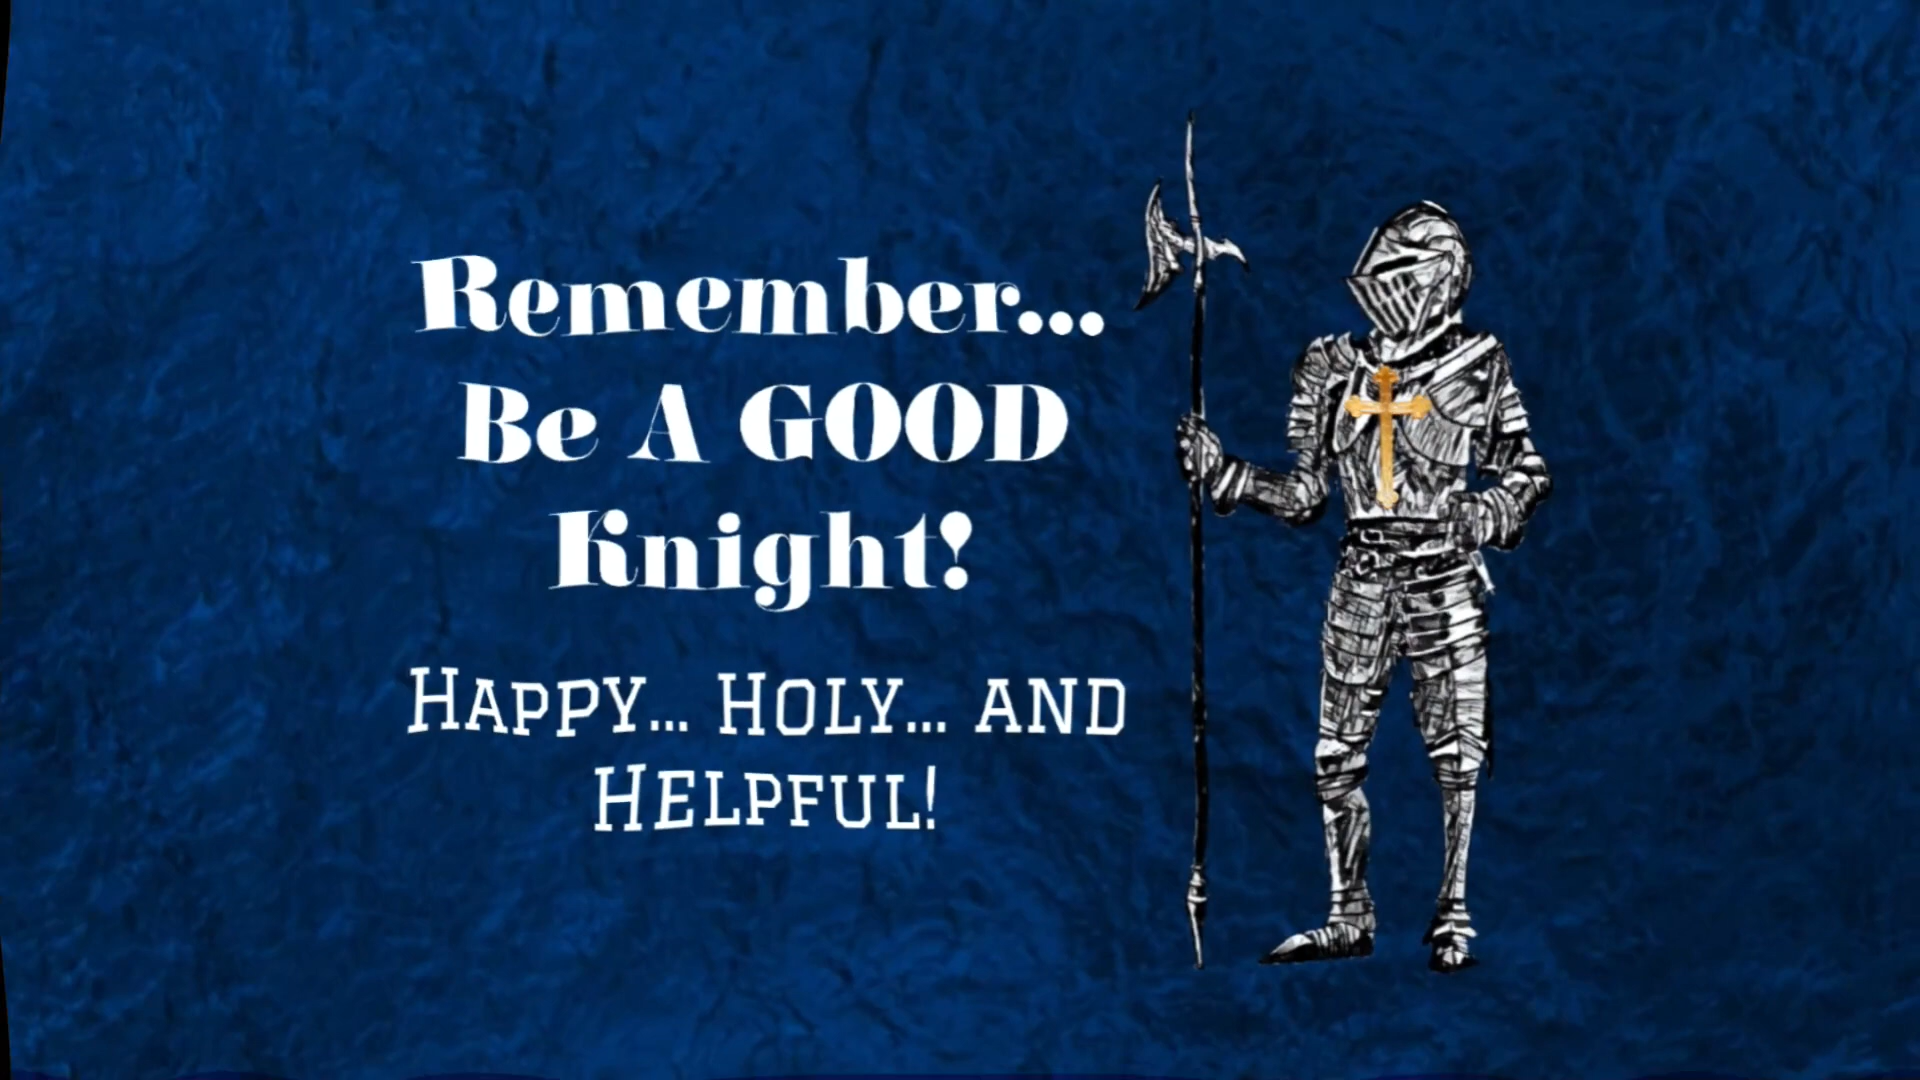 Remember...
Be A GOOD
Knight!
Happy... Holy... and
Helpful!